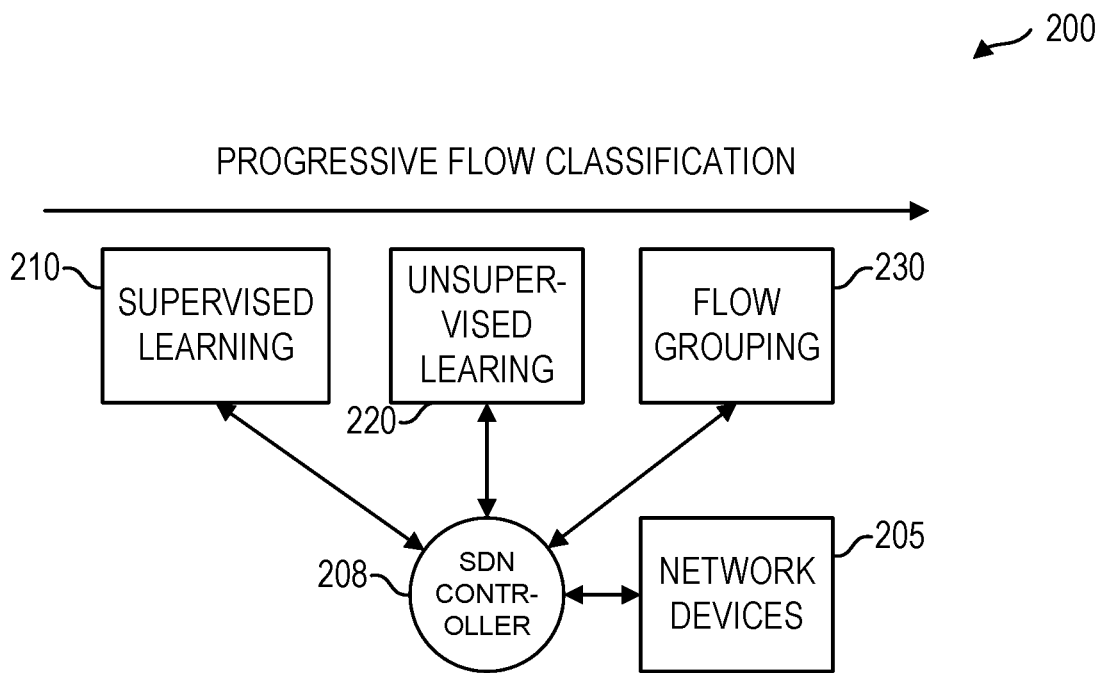 200
PROGRESSIVE FLOW CLASSIFICATION
210
SUPERVISED
LEARNING
UNSUPER-
VISED
LEARING
220
FLOW
GROUPING
230
208
SDN
CONTR-
OLLER
NETWORK
DEVICES
205